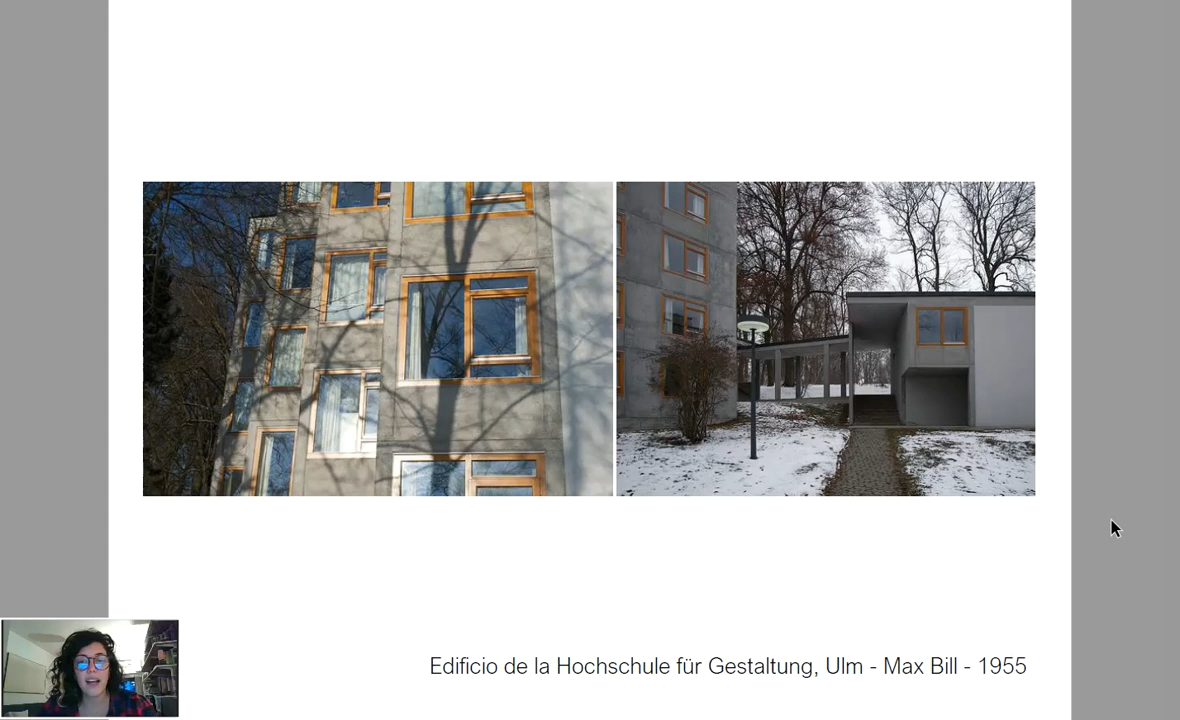 Edificio de la Hochschule für Gestaltung, Ulm - Max Bill - 1955